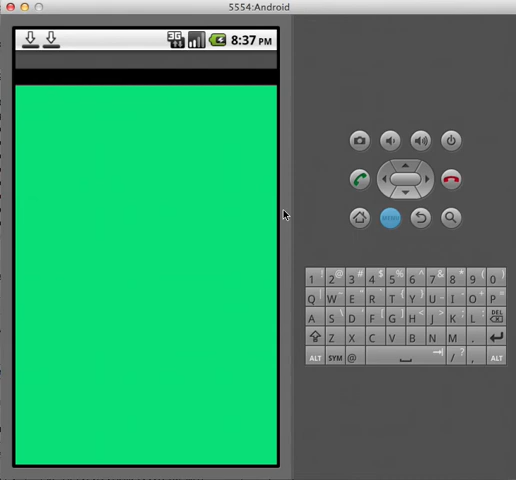 5554:Android
3G 8:37 PM
MENU
1 ! 2 @ 3 # 4 $ 5 % 6 ^ 7 & 8 * 9 ( 0 )
Q W E R T Y U I O P
A S D F G H J K L DEL
Z X C V B N M .
ALT SYM @ / ? , ALT